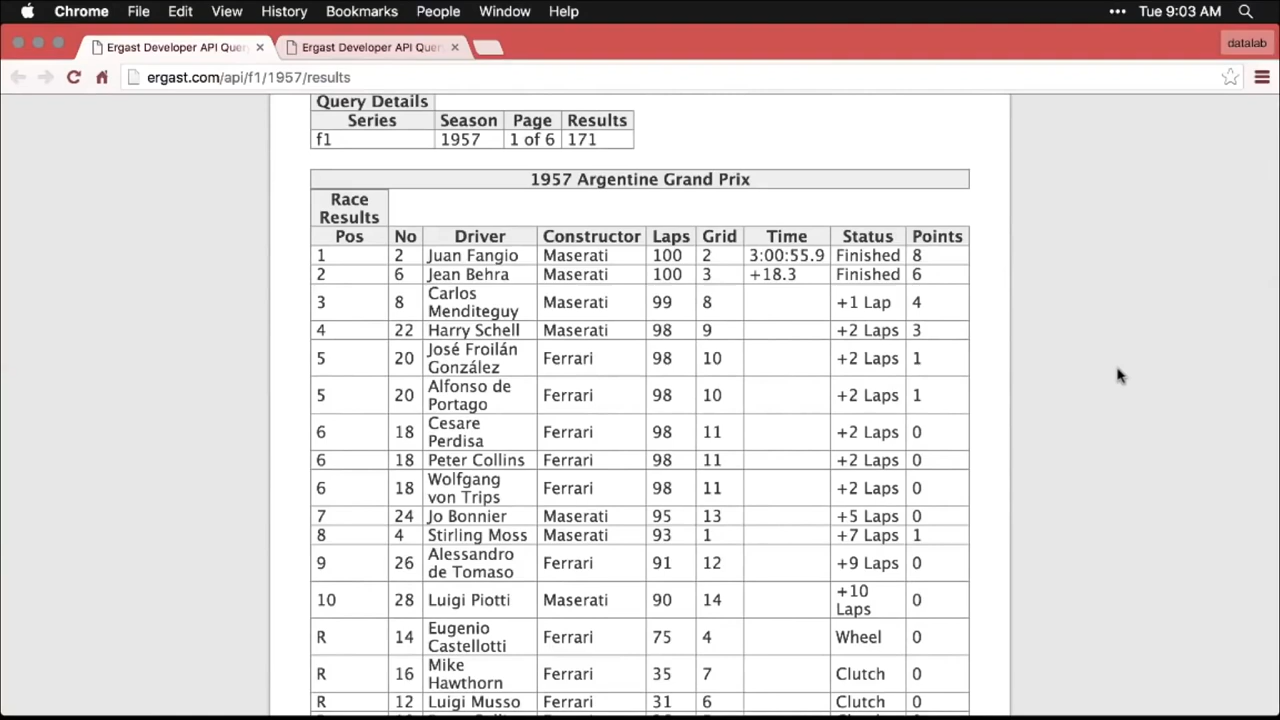 Chrome File Edit View History Bookmarks People Window Help ••• Tue 9:03 AM
Ergast Developer API Quer × Ergast Developer API Quer × datalab
ergast.com/api/f1/1957/results
Query Details
Series Season Page Results
f1 1957 1 of 6 171
1957 Argentine Grand Prix
Race
Results
Pos No Driver Constructor Laps Grid Time Status Points
1 2 Juan Fangio Maserati 100 2 3:00:55.9 Finished 8
2 6 Jean Behra Maserati 100 3 +18.3 Finished 6
3 8 Carlos Menditeguy Maserati 99 8 +1 Lap 4
4 22 Harry Schell Maserati 98 9 +2 Laps 3
5 20 José Froilán González Ferrari 98 10 +2 Laps 1
5 20 Alfonso de Portago Ferrari 98 10 +2 Laps 1
6 18 Cesare Perdisa Ferrari 98 11 +2 Laps 0
6 18 Peter Collins Ferrari 98 11 +2 Laps 0
6 18 Wolfgang von Trips Ferrari 98 11 +2 Laps 0
7 24 Jo Bonnier Maserati 95 13 +5 Laps 0
8 4 Stirling Moss Maserati 93 1 +7 Laps 1
9 26 Alessandro de Tomaso Ferrari 91 12 +9 Laps 0
10 28 Luigi Piotti Maserati 90 14 +10 Laps 0
R 14 Eugenio Castellotti Ferrari 75 4 Wheel 0
R 16 Mike Hawthorn Ferrari 35 7 Clutch 0
R 12 Luigi Musso Ferrari 31 6 Clutch 0